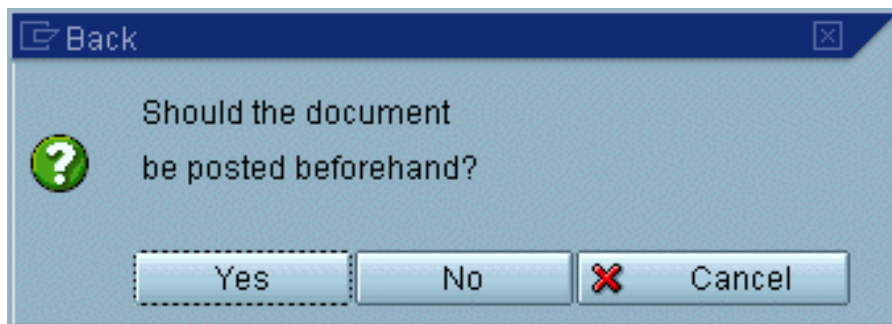 Back
Should the document
be posted beforehand?
Yes
No
Cancel